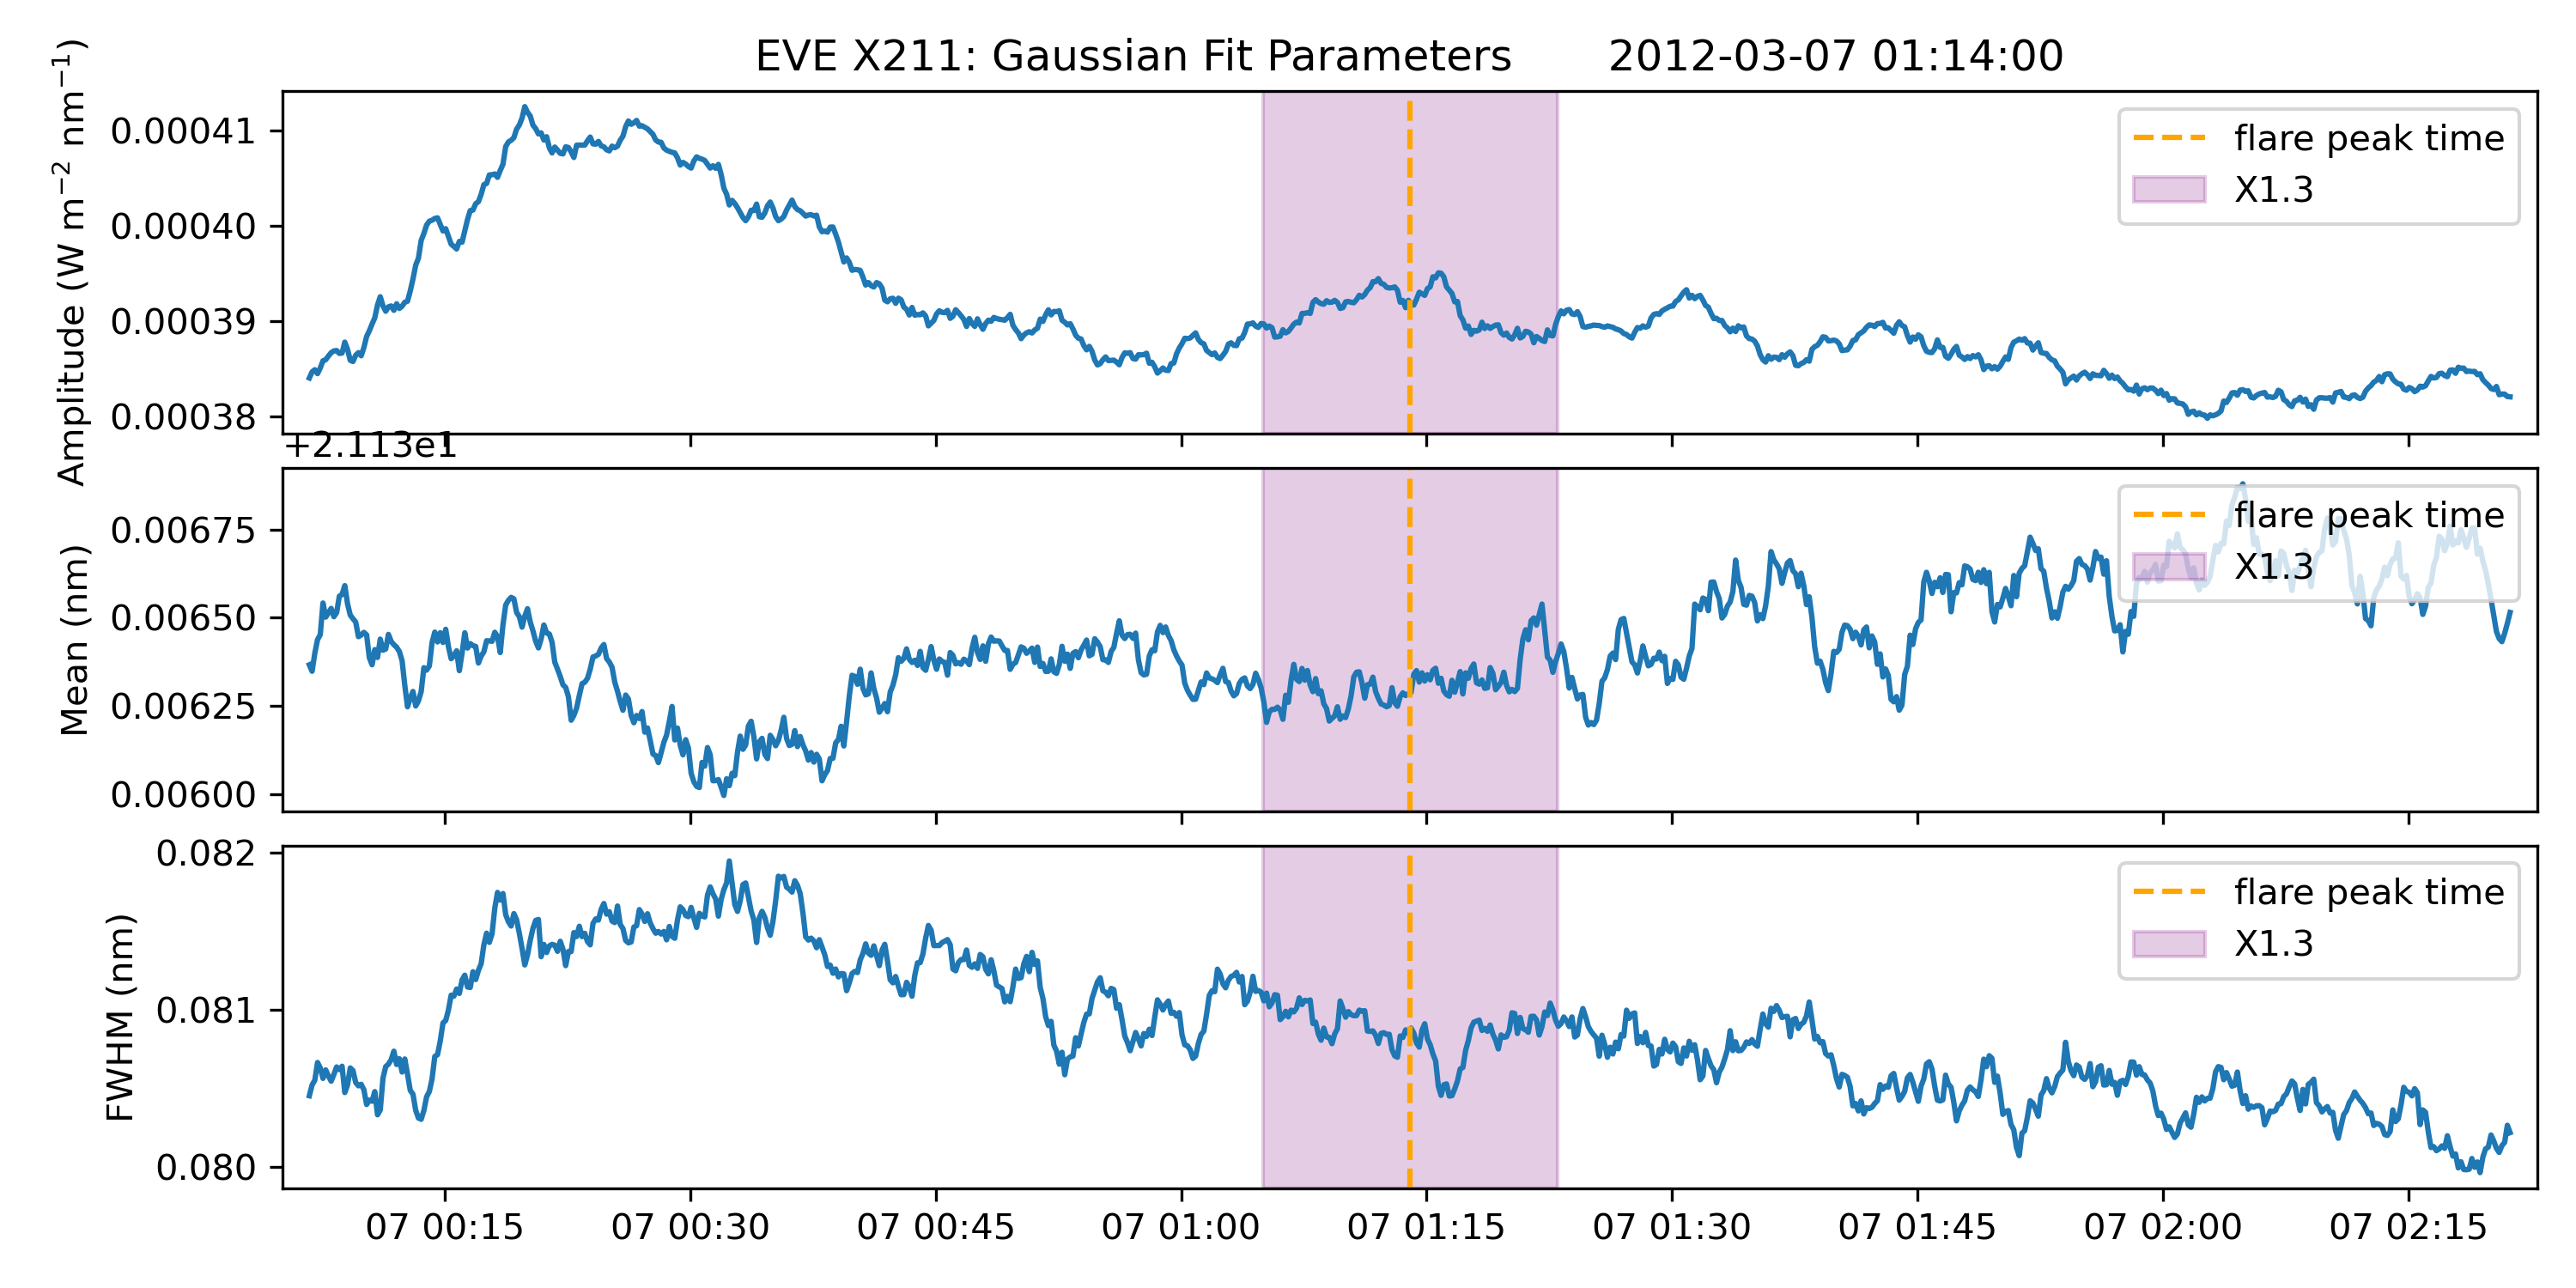 EVE X211: Gaussian Fit Parameters 2012-03-07 01:14:00
Amplitude (W m⁻² nm⁻¹)
0.00041
0.00040
0.00039
0.00038
flare peak time
X1.3
+2.113e1
Mean (nm)
0.00675
0.00650
0.00625
0.00600
flare peak time
X1.3
FWHM (nm)
0.082
0.081
0.080
flare peak time
X1.3
07 00:15 07 00:30 07 00:45 07 01:00 07 01:15 07 01:30 07 01:45 07 02:00 07 02:15